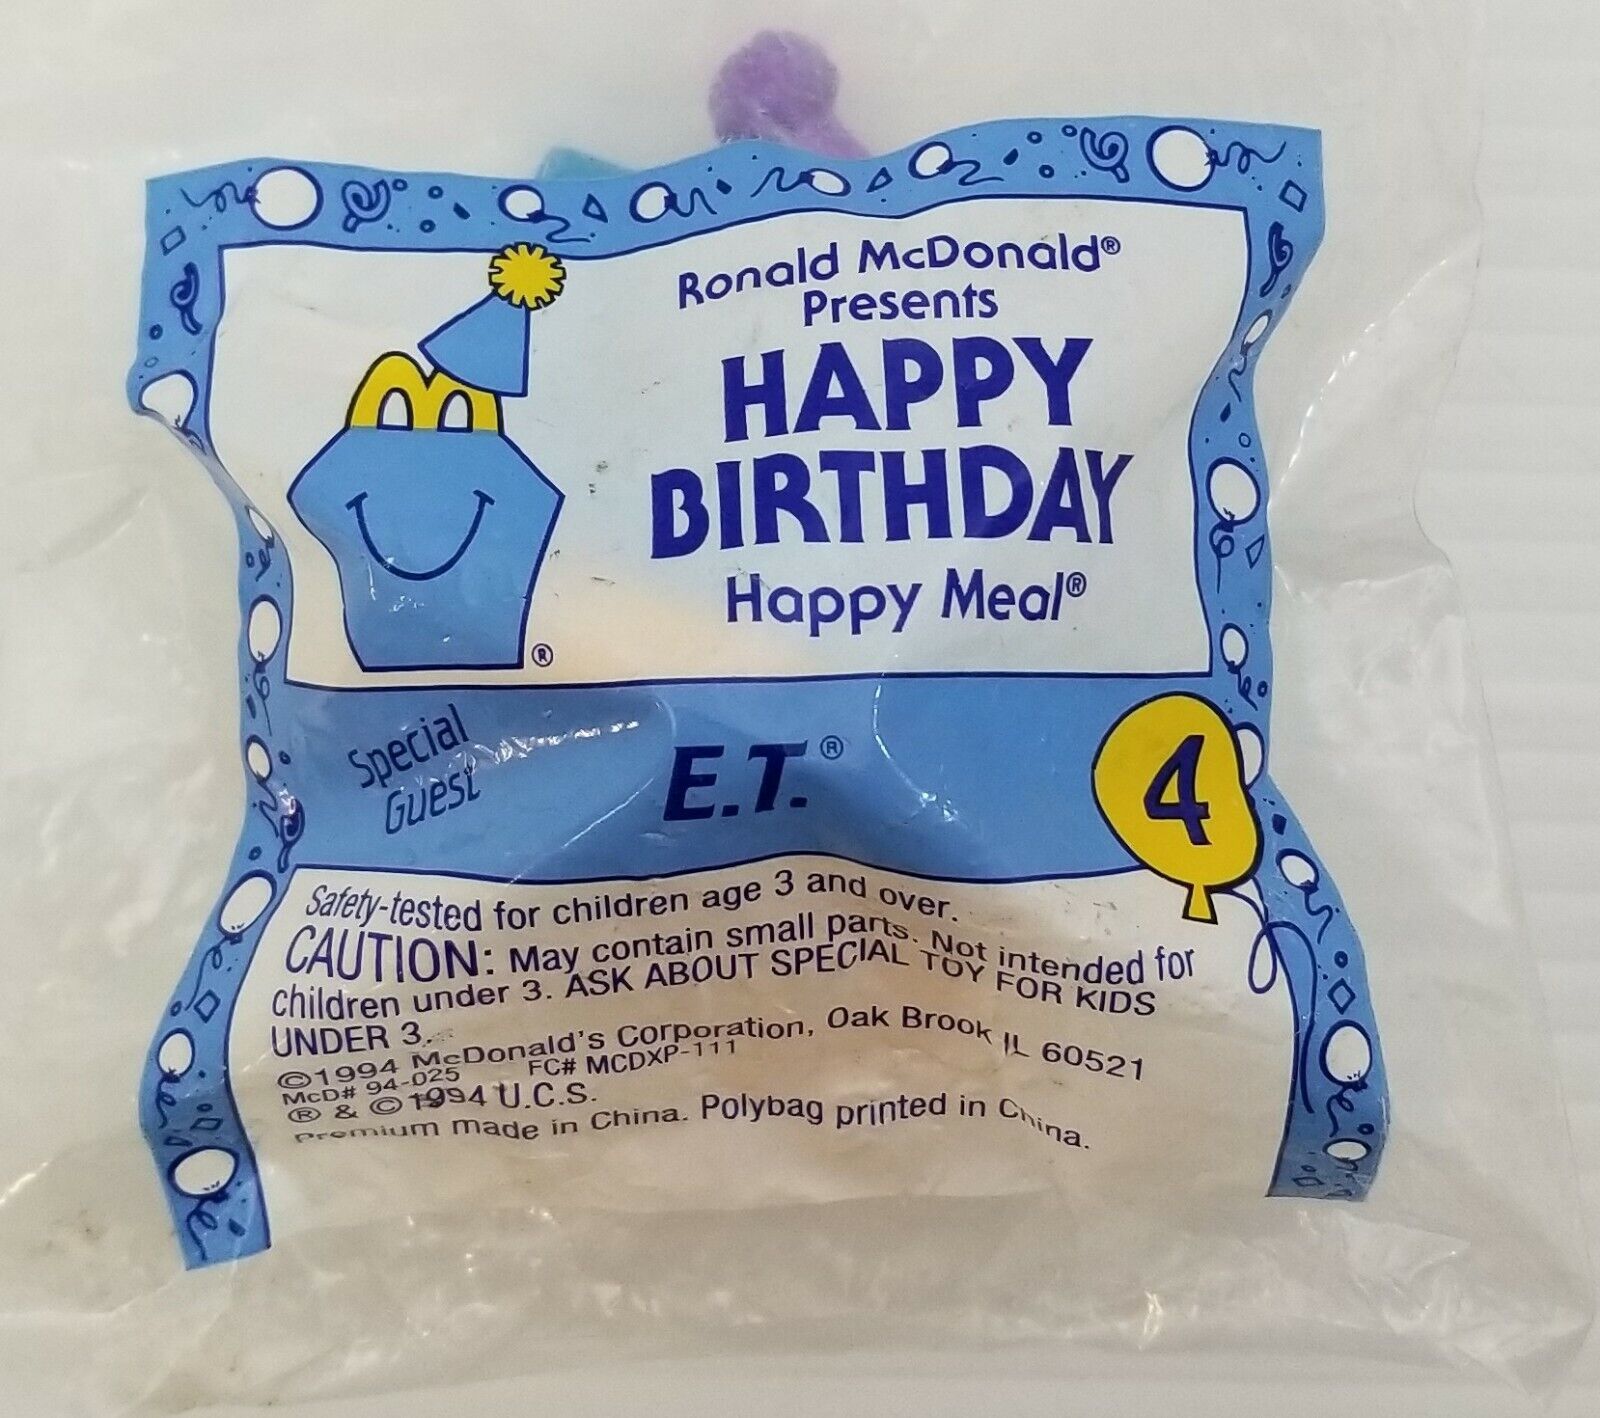 Ronald McDonald®
Presents
HAPPY
BIRTHDAY
Happy Meal®
®
Special
Guest
E.T.®
4
Safety-tested for children age 3 and over.
CAUTION: May contain small parts. Not intended for
children under 3. ASK ABOUT SPECIAL TOY FOR KIDS
UNDER 3.
©1994 McDonald's Corporation, Oak Brook IL 60521
McD# 94-025 FC# MCDXP-111
® & ©1994 U.C.S.
Premium made in China. Polybag printed in China.